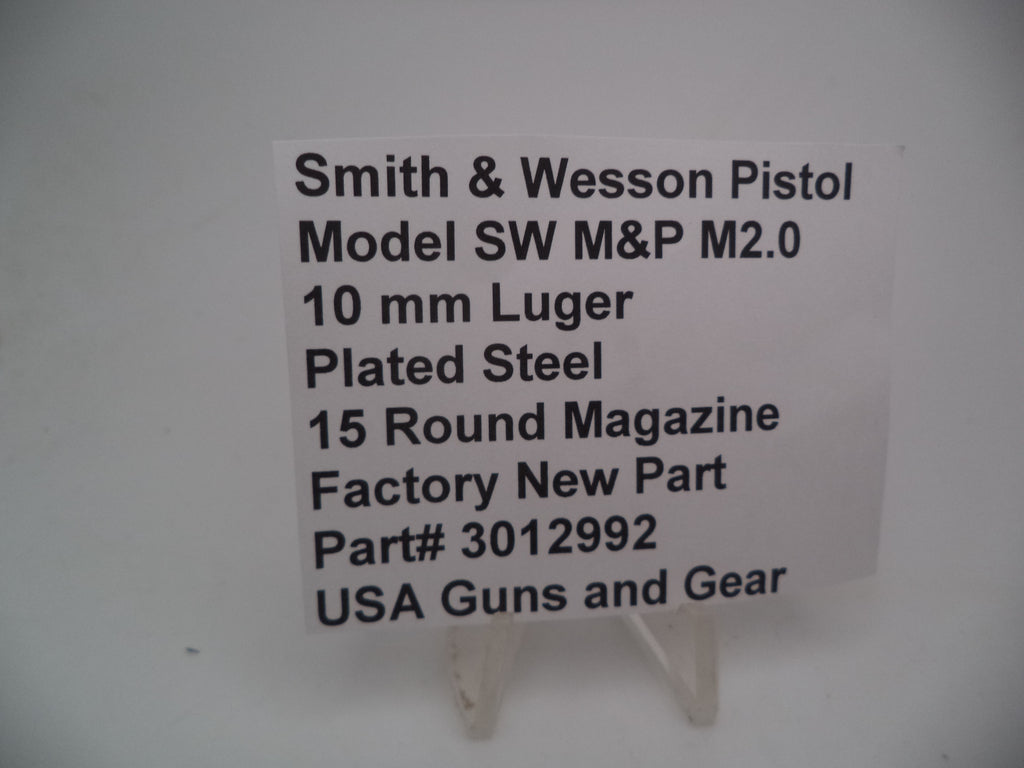 Smith & Wesson Pistol
Model SW M&P M2.0
10 mm Luger
Plated Steel
15 Round Magazine
Factory New Part
Part# 3012992
USA Guns and Gear